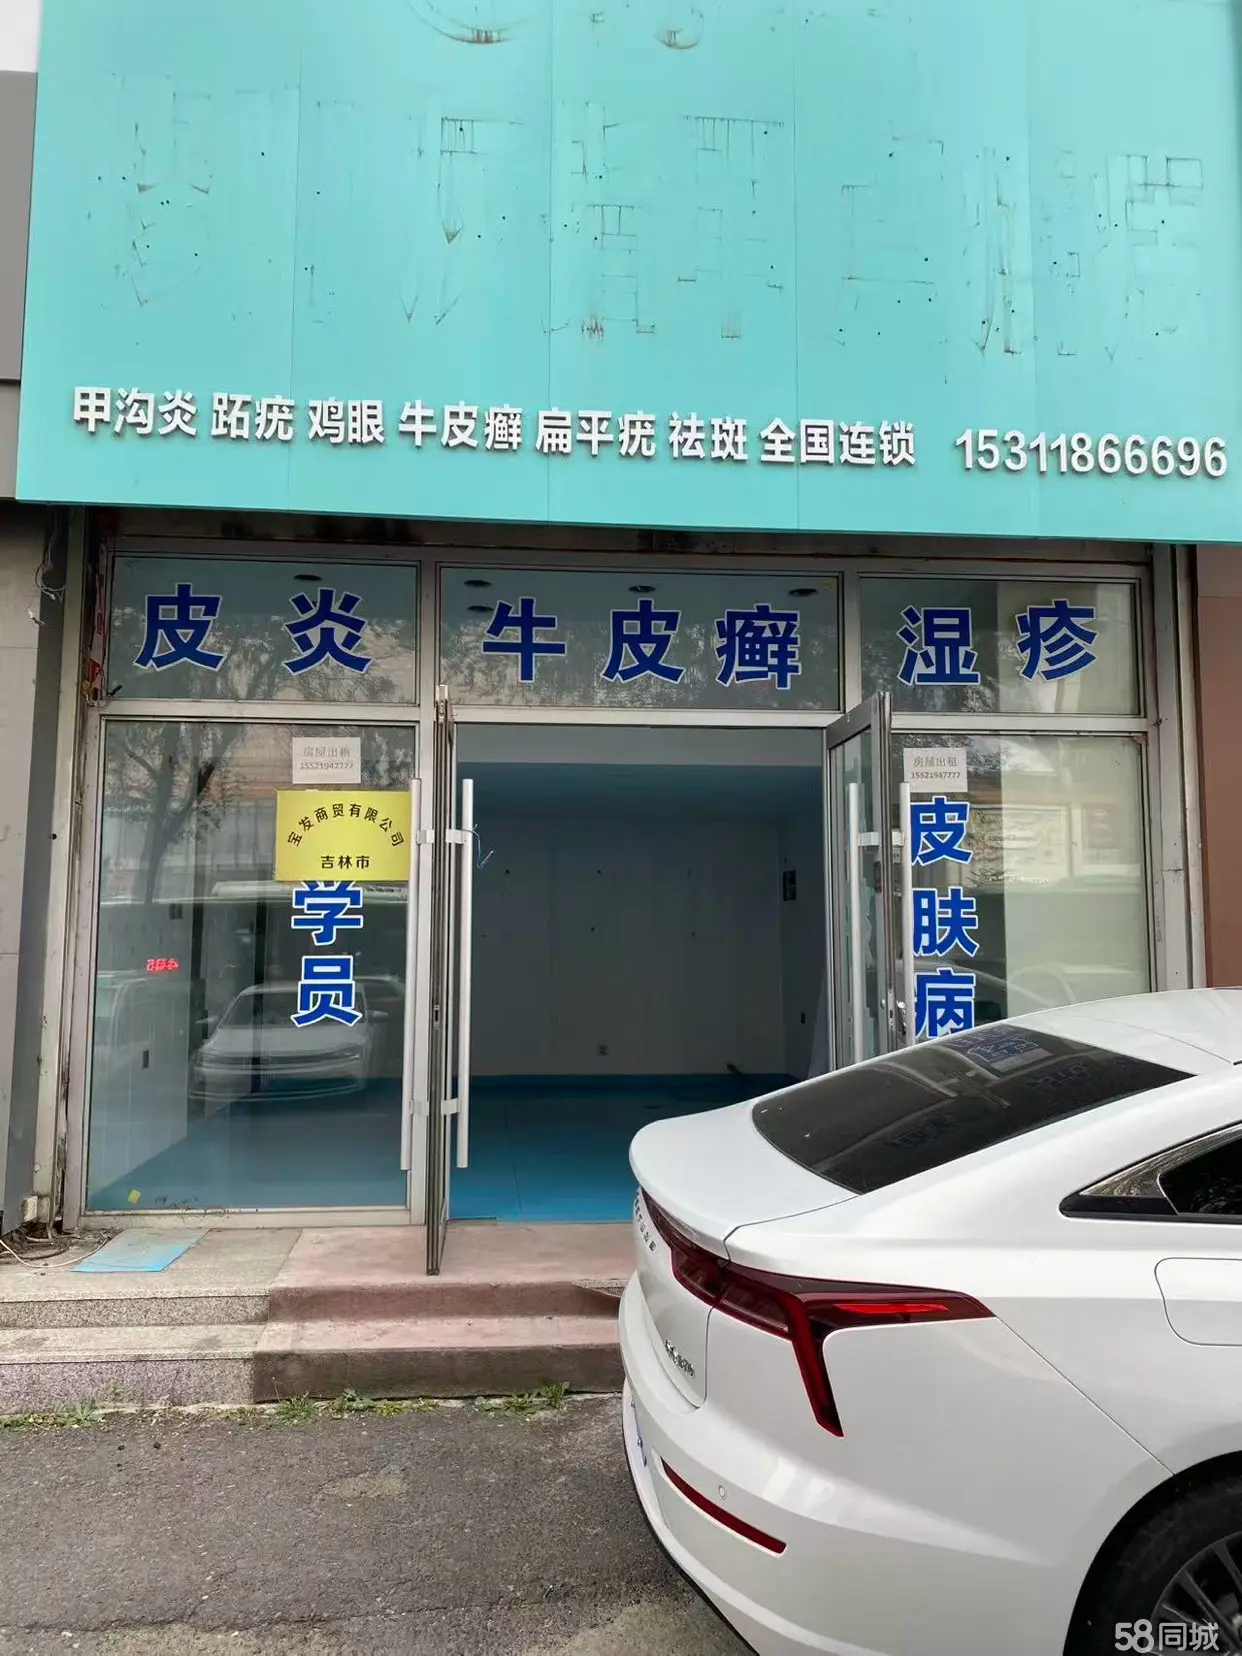 甲沟炎 跖疣 鸡眼 牛皮癣 扁平疣 祛斑 全国连锁 15311866696
皮炎 牛皮癣 湿疹
房屋出租
15521947777
宝发商贸有限公司
吉林市
学员
房屋出租
15521947777
皮肤病
58同城